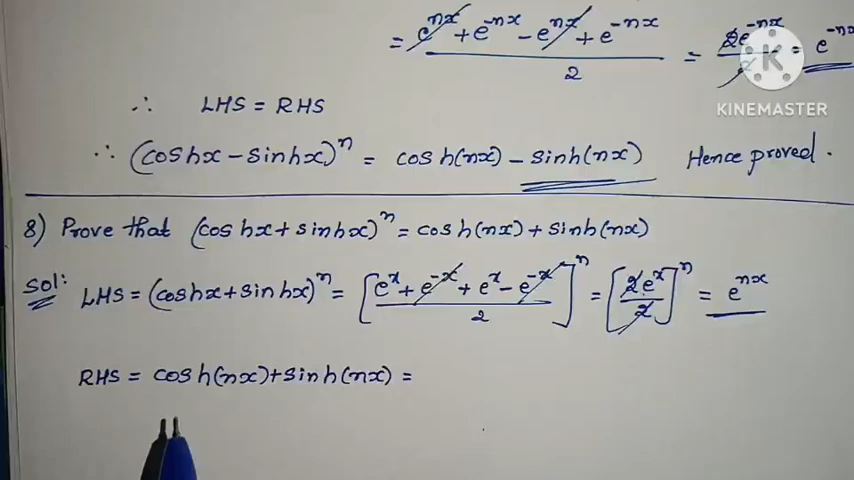 = e^{nx} + e^{-nx} - e^{nx} + e^{-nx} / 2 = 2e^{-nx} / 2 = e^{-nx}
KINEMASTER
∴ LHS = RHS
∴ (coshx - sinhx)^n = cosh(nx) - sinh(nx) Hence proved.
8) Prove that (coshx + sinhx)^n = cosh(nx) + sinh(nx)
Sol: LHS = (coshx + sinhx)^n = [e^x + e^{-x} + e^x - e^{-x} / 2]^n = [2e^x / 2]^n = e^{nx}
RHS = cosh(nx) + sinh(nx) =